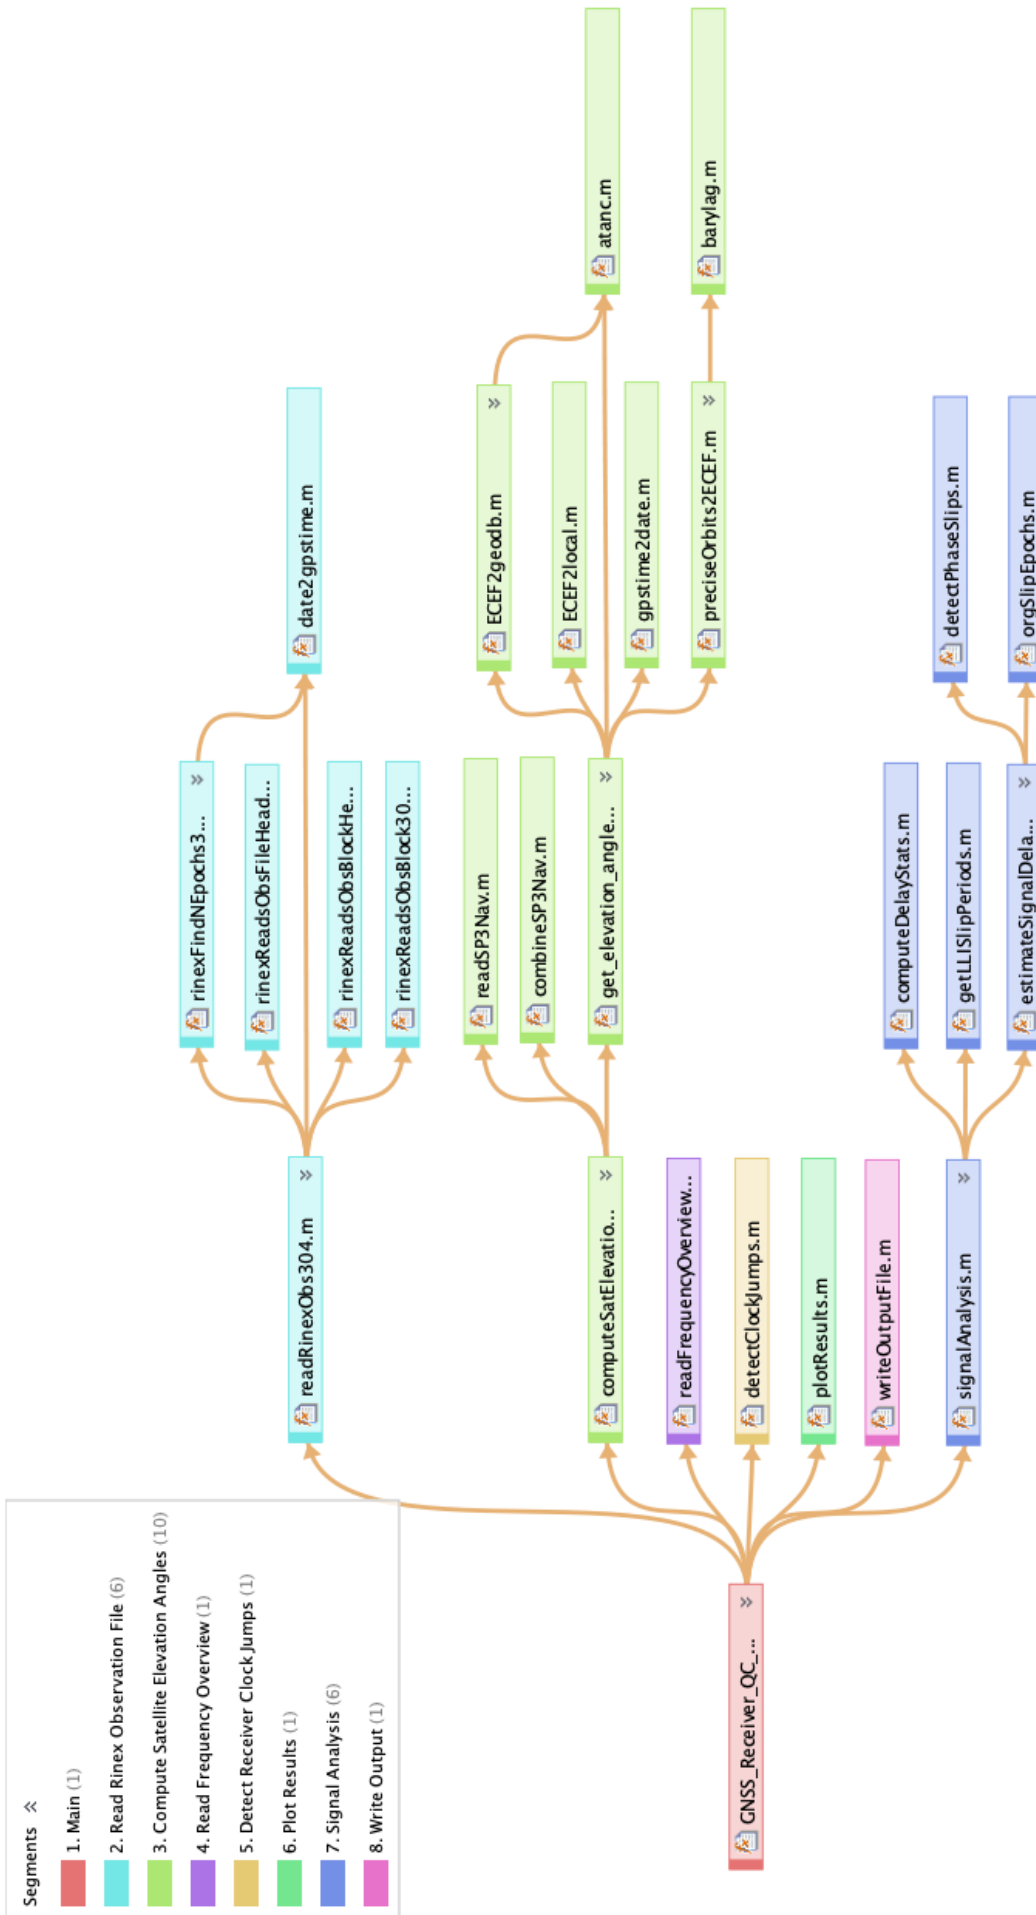 Segments
1. Main (1)
2. Read Rinex Observation File (6)
3. Compute Satellite Elevation Angles (10)
4. Read Frequency Overview (1)
5. Detect Receiver Clock Jumps (1)
6. Plot Results (1)
7. Signal Analysis (6)
8. Write Output (1)
GNSS_Receiver_QC_...
readRinexObs304.m
computeSatElevatio...
readFrequencyOverview...
detectClockJumps.m
plotResults.m
writeOutputFile.m
signalAnalysis.m
rinexFindNEpochs3...
rinexReadsObsFileHead...
rinexReadsObsBlockHe...
rinexReadsObsBlock30...
readSP3Nav.m
combineSP3Nav.m
get_elevation_angle...
computeDelayStats.m
getLLISlipPeriods.m
estimateSignalDela...
date2gpstime.m
ECEF2geodb.m
ECEF2local.m
gpstime2date.m
preciseOrbits2ECEF.m
detectPhaseSlips.m
orgSlipEpochs.m
atanc.m
barylag.m